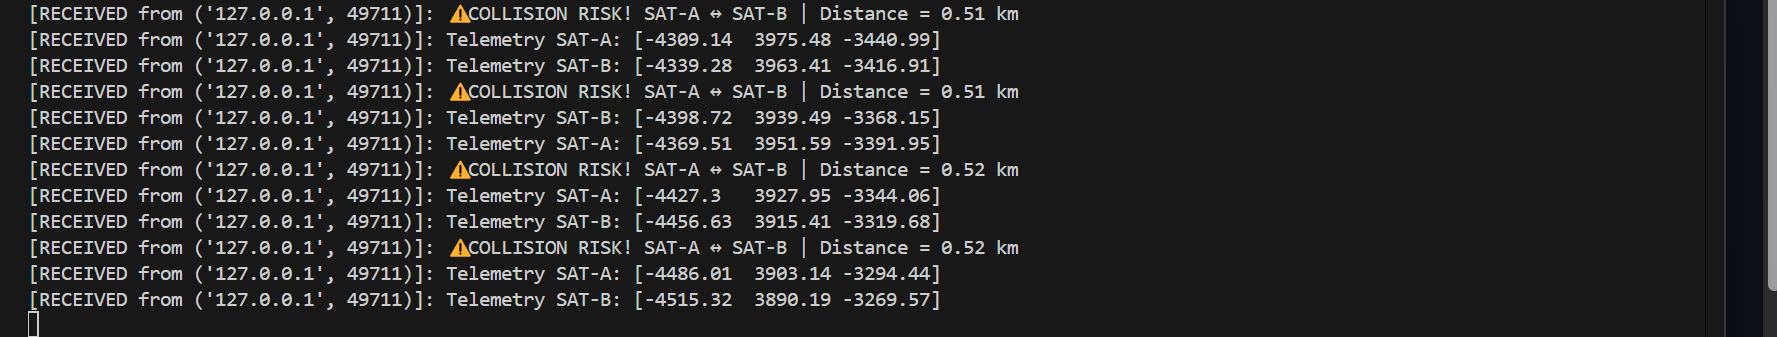 [RECEIVED from ('127.0.0.1', 49711)]: ⚠️COLLISION RISK! SAT-A ↔ SAT-B | Distance = 0.51 km
[RECEIVED from ('127.0.0.1', 49711)]: Telemetry SAT-A: [-4309.14  3975.48 -3440.99]
[RECEIVED from ('127.0.0.1', 49711)]: Telemetry SAT-B: [-4339.28  3963.41 -3416.91]
[RECEIVED from ('127.0.0.1', 49711)]: ⚠️COLLISION RISK! SAT-A ↔ SAT-B | Distance = 0.51 km
[RECEIVED from ('127.0.0.1', 49711)]: Telemetry SAT-B: [-4398.72  3939.49 -3368.15]
[RECEIVED from ('127.0.0.1', 49711)]: Telemetry SAT-A: [-4369.51  3951.59 -3391.95]
[RECEIVED from ('127.0.0.1', 49711)]: ⚠️COLLISION RISK! SAT-A ↔ SAT-B | Distance = 0.52 km
[RECEIVED from ('127.0.0.1', 49711)]: Telemetry SAT-A: [-4427.3   3927.95 -3344.06]
[RECEIVED from ('127.0.0.1', 49711)]: Telemetry SAT-B: [-4456.63  3915.41 -3319.68]
[RECEIVED from ('127.0.0.1', 49711)]: ⚠️COLLISION RISK! SAT-A ↔ SAT-B | Distance = 0.52 km
[RECEIVED from ('127.0.0.1', 49711)]: Telemetry SAT-A: [-4486.01  3903.14 -3294.44]
[RECEIVED from ('127.0.0.1', 49711)]: Telemetry SAT-B: [-4515.32  3890.19 -3269.57]